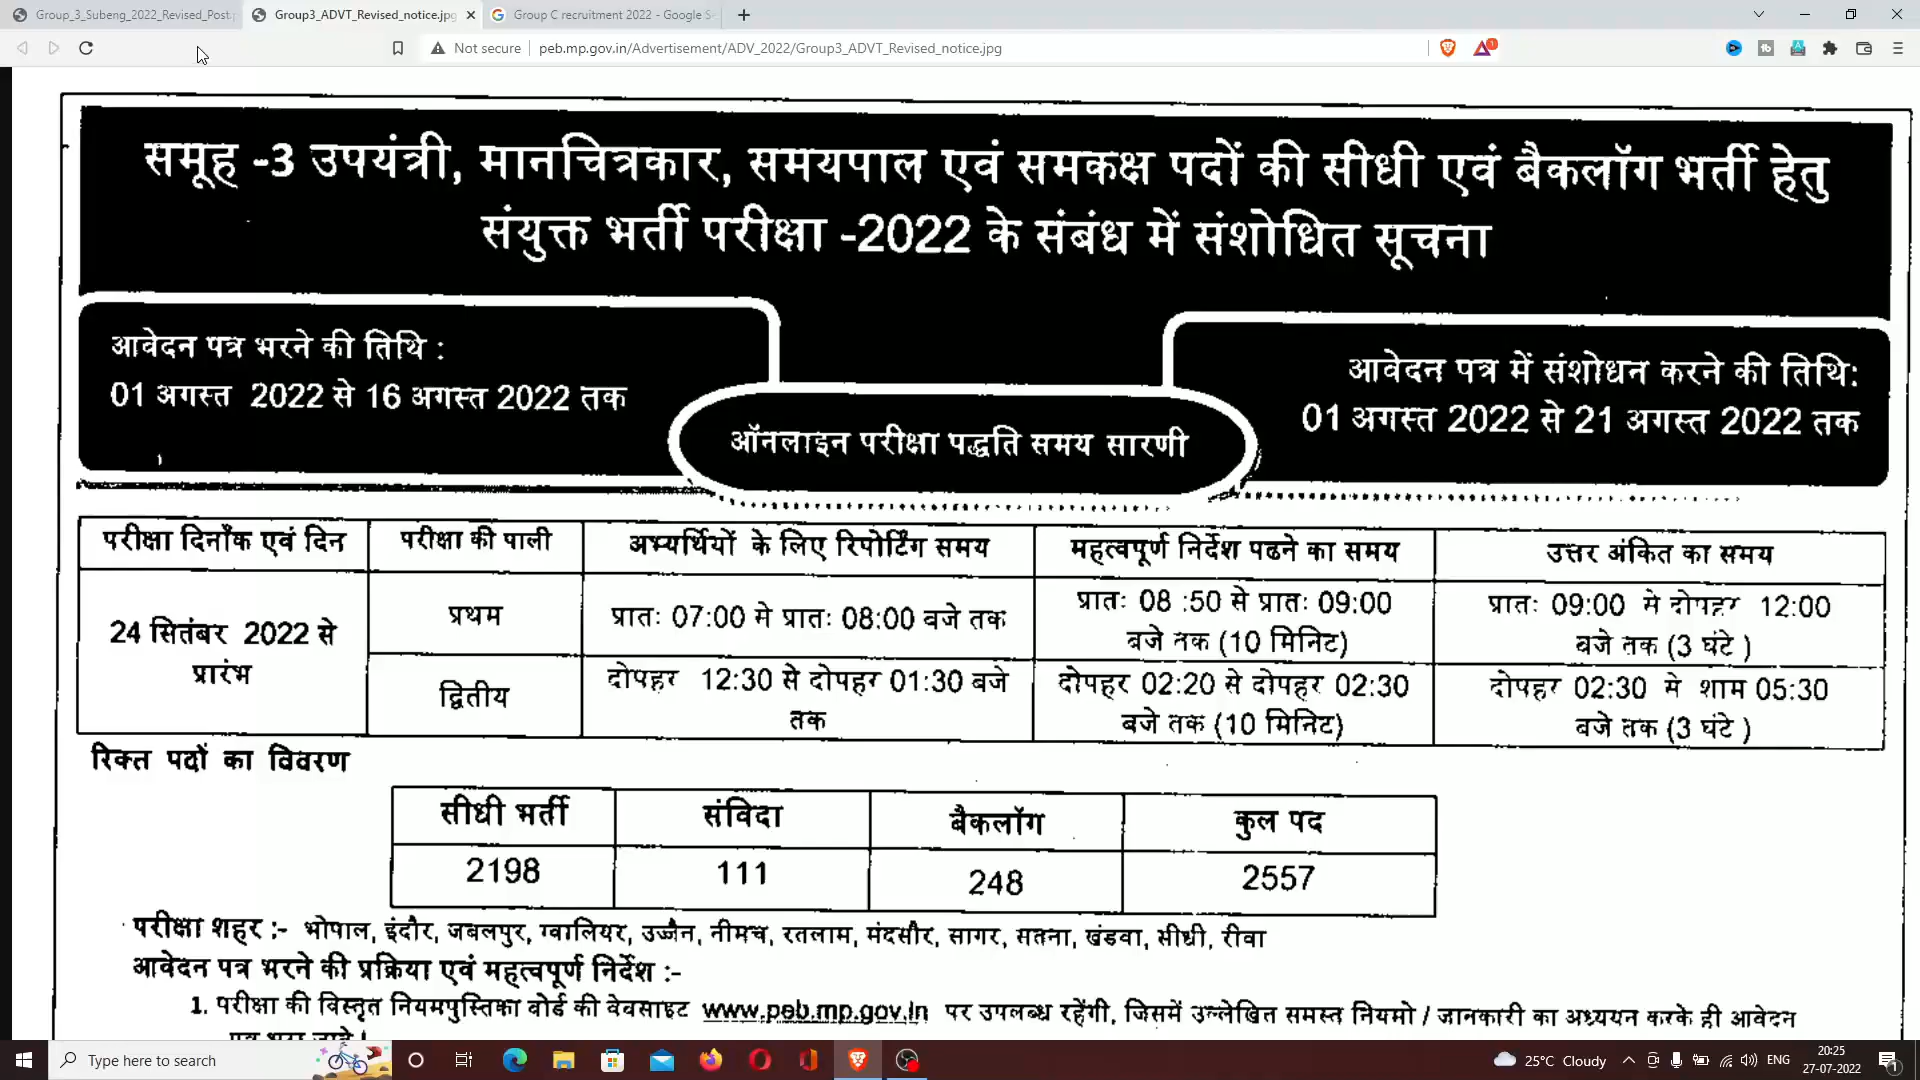 Group_3_Subeng_2022_Revised_Post.p
Group3_ADVT_Revised_notice.jpg
Group C recruitment 2022 - Google S
Not secure
peb.mp.gov.in/Advertisement/ADV_2022/Group3_ADVT_Revised_notice.jpg
समूह -3 उपयंत्री, मानचित्रकार, समयपाल एवं समकक्ष पदों की सीधी एवं बैकलॉग भर्ती हेतु
संयुक्त भर्ती परीक्षा -2022 के संबंध में संशोधित सूचना
आवेदन पत्र भरने की तिथि :
01 अगस्त 2022 से 16 अगस्त 2022 तक
आवेदन पत्र में संशोधन करने की तिथि:
01 अगस्त 2022 से 21 अगस्त 2022 तक
ऑनलाइन परीक्षा पद्धति समय सारणी
परीक्षा दिनाँक एवं दिन परीक्षा की पाली अभ्यर्थियों के लिए रिपोर्टिंग समय महत्वपूर्ण निर्देश पढने का समय उत्तर अंकित का समय
24 सितंबर 2022 से
प्रारंभ
प्रथम
प्रातः 07:00 से प्रातः 08:00 बजे तक
प्रातः 08 :50 से प्रातः 09:00
बजे तक (10 मिनिट)
प्रातः 09:00 से दोपहर 12:00
बजे तक (3 घंटे )
द्वितीय
दोपहर 12:30 से दोपहर 01:30 बजे
तक
दोपहर 02:20 से दोपहर 02:30
बजे तक (10 मिनिट)
दोपहर 02:30 से शाम 05:30
बजे तक (3 घंटे )
रिक्त पदों का विवरण
सीधी भर्ती संविदा बैकलॉग कुल पद
2198 111 248 2557
परीक्षा शहर :- भोपाल, इंदौर, जबलपुर, ग्वालियर, उज्जैन, नीमच, रतलाम, मंदसौर, सागर, सतना, खंडवा, सीधी, रीवा
आवेदन पत्र भरने की प्रक्रिया एवं महत्वपूर्ण निर्देश :-
1. परीक्षा की विस्तृत नियमपुस्तिका बोर्ड की वेबसाइट www.peb.mp.gov.in पर उपलब्ध रहेंगी, जिसमें उल्लेखित समस्त नियमो / जानकारी का अध्ययन करके ही आवेदन
Type here to search
25°C Cloudy
ENG
20:25
27-07-2022